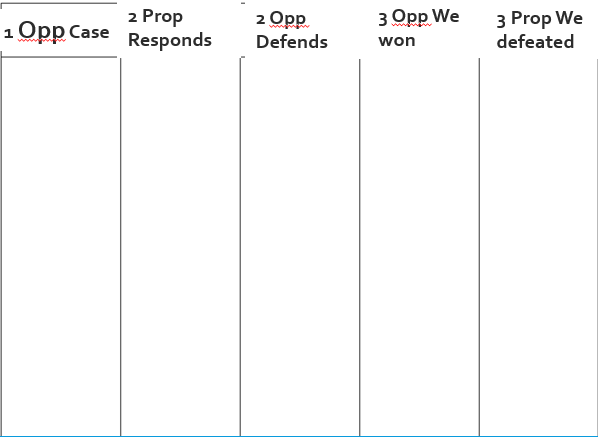 1 Opp Case
2 Prop
Responds
2 Opp
Defends
3 Opp We
won
3 Prop We
defeated